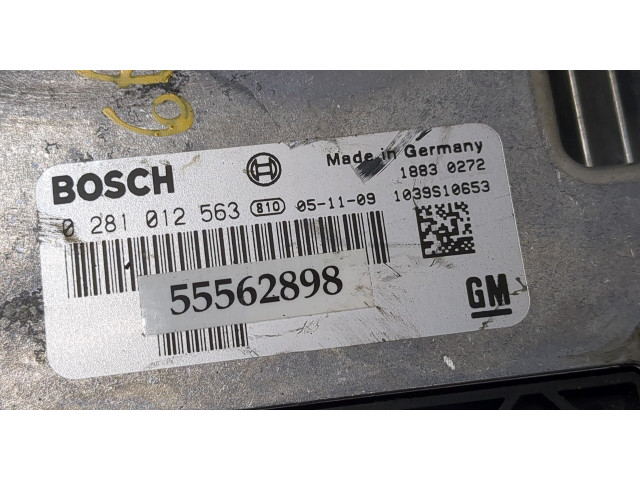 BOSCH
Made in Germany
1883 0272
0 281 012 563 810 05-11-09 1039S10653
55562898
GM